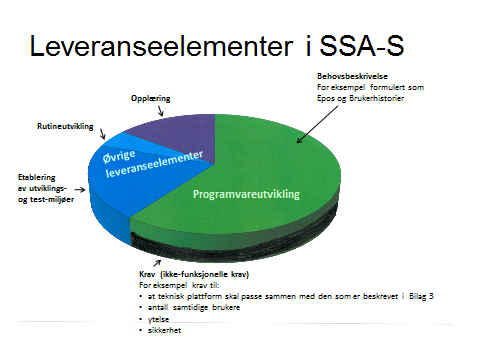 Leveranseelementer i SSA-S
Behovsbeskrivelse
For eksempel formulert som
Epos og Brukerhistorier
Opplæring
Rutineutvikling
Øvrige
leveranseelementer
Etablering
av utviklings-
og test-miljøer
Programvareutvikling
Krav (ikke-funksjonelle krav)
For eksempel krav til:
• at teknisk plattform skal passe sammen med den som er beskrevet i Bilag 3
• antall samtidige brukere
• ytelse
• sikkerhet